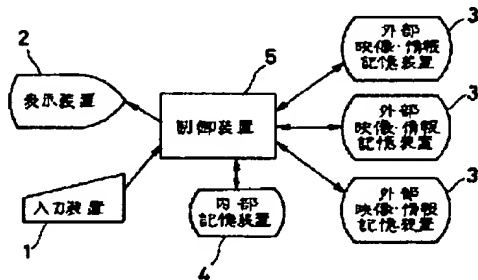 2
表示装置
5
制御装置
3
外部
映像・情報
記憶装置
3
外部
映像・情報
記憶装置
3
外部
映像・情報
記憶装置
入力装置
1
内部
記憶装置
4